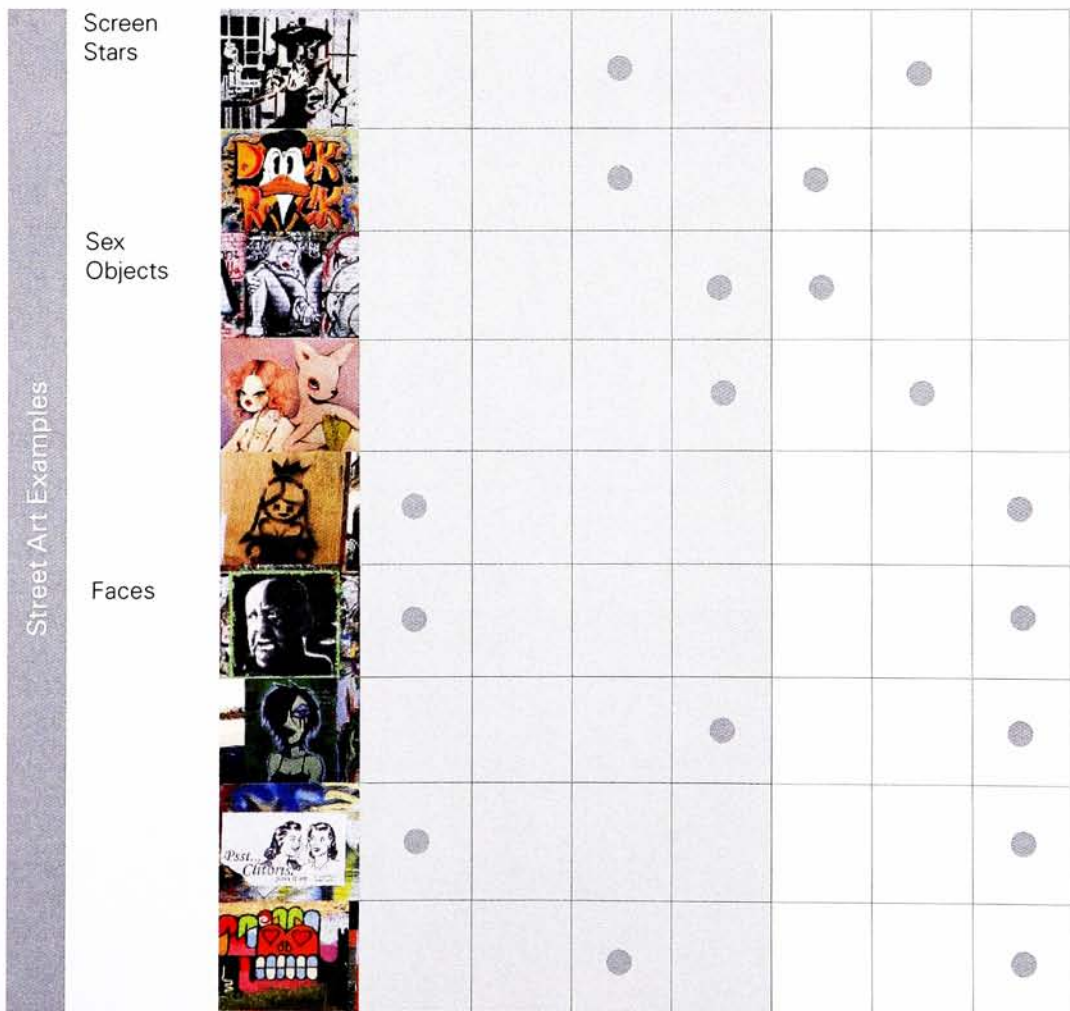 Screen
Stars
Sex
Objects
Street Art Examples
Faces
Psst...
Clitoris.